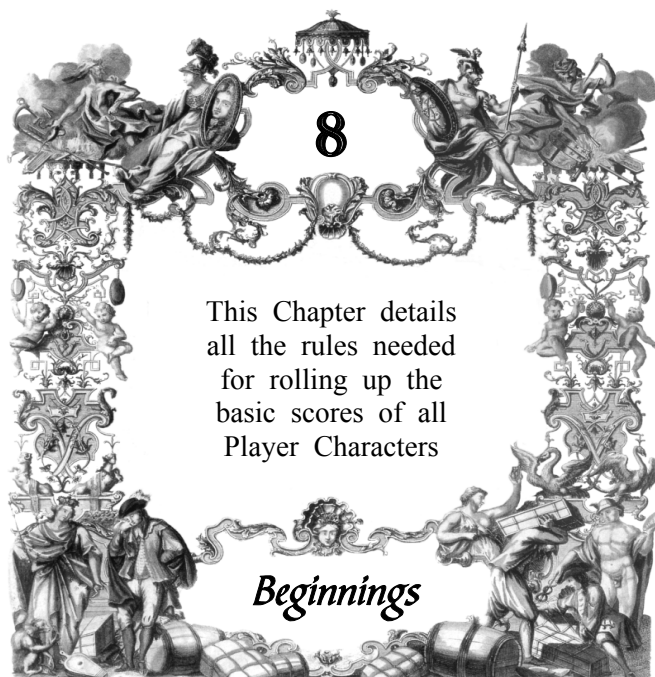 8
This Chapter details
all the rules needed
for rolling up the
basic scores of all
Player Characters
Beginnings